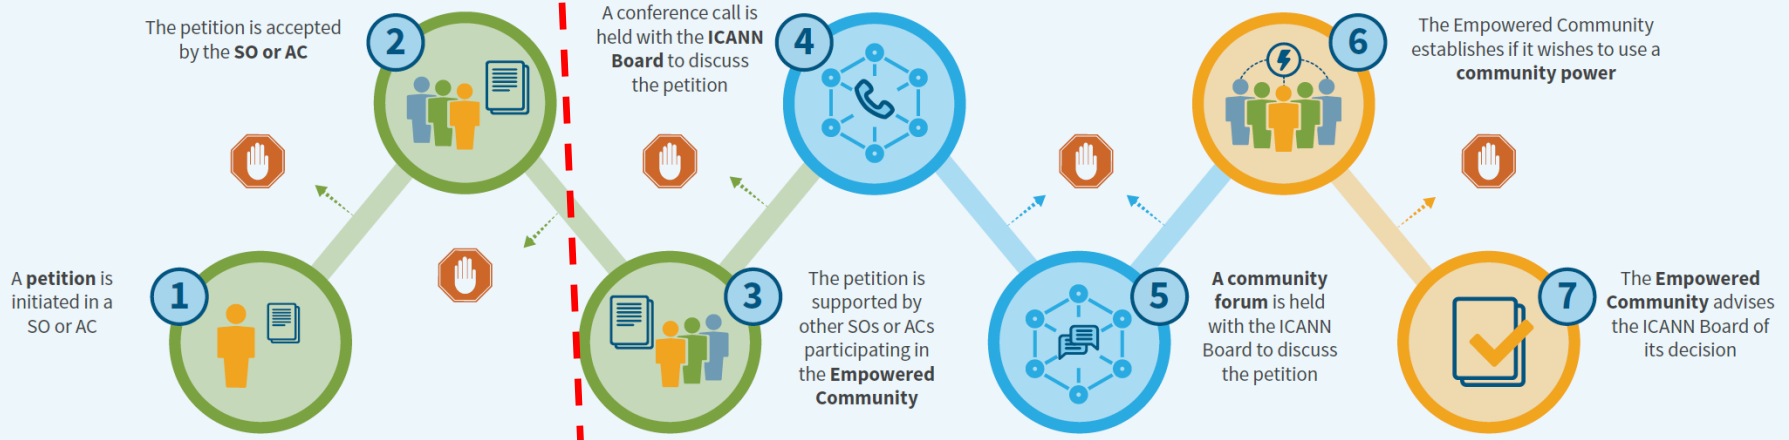 1
A petition is
initiated in a
SO or AC
2
The petition is accepted
by the SO or AC
3
The petition is
supported by
other SOs or ACs
participating in
the Empowered
Community
4
A conference call is
held with the ICANN
Board to discuss
the petition
5
A community
forum is held
with the ICANN
Board to discuss
the petition
6
The Empowered Community
establishes if it wishes to use a
community power
7
The Empowered
Community advises
the ICANN Board of
its decision